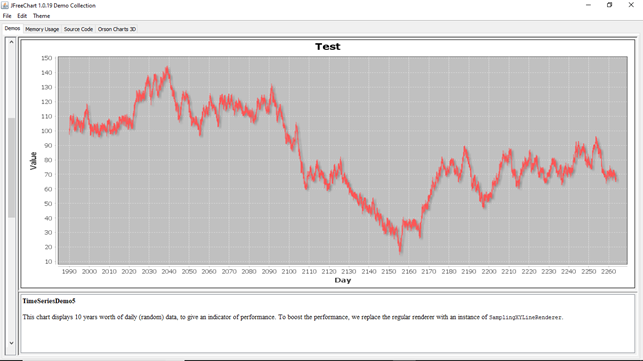 JFreeChart 1.0.19 Demo Collection
File Edit Theme
Demos Memory Usage Source Code Orson Charts 3D
Test
150
140
130
120
110
100
90
80
70
60
50
40
30
20
10
Value
1990 2000 2010 2020 2030 2040 2050 2060 2070 2080 2090 2100 2110 2120 2130 2140 2150 2160 2170 2180 2190 2200 2210 2220 2230 2240 2250 2260
Day
TimeSeriesDemo5
This chart displays 10 years worth of daily (random) data, to give an indicator of performance. To boost the performance, we replace the regular renderer with an instance of SamplingXYLineRenderer.